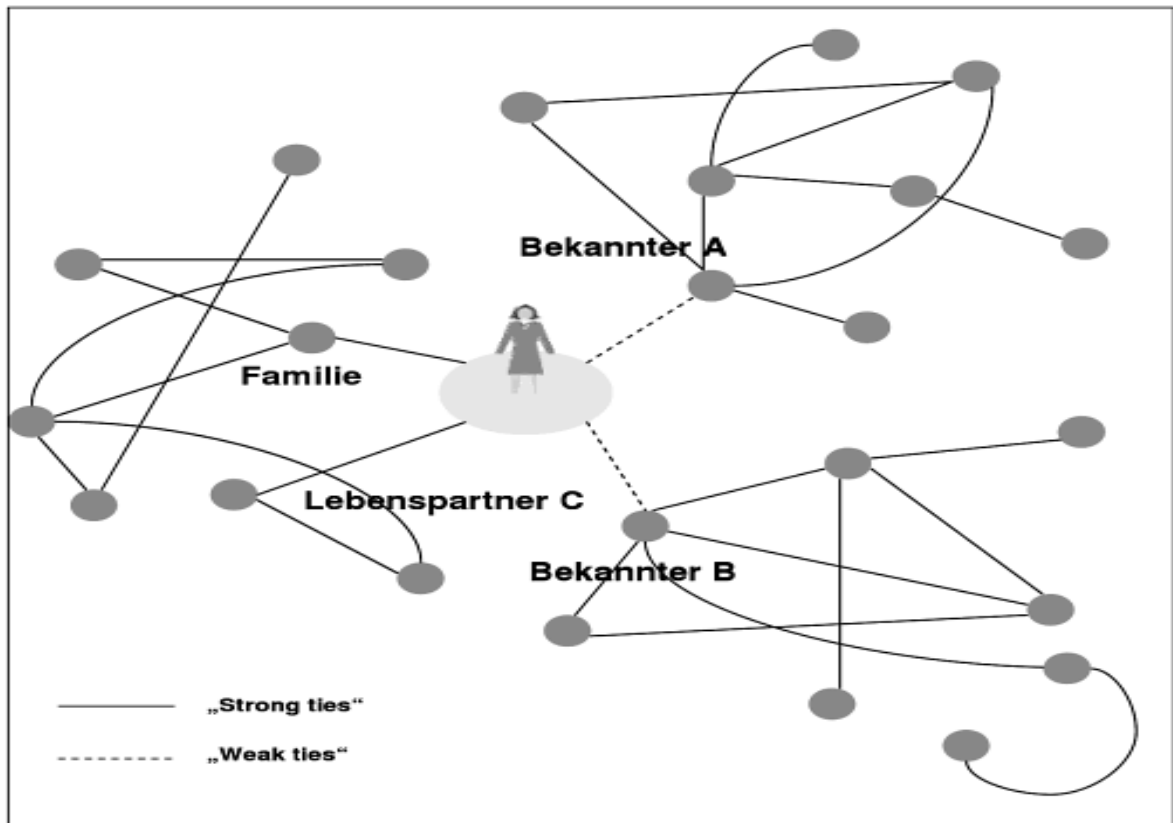 Bekannter A
Familie
Lebenspartner C
Bekannter B
„Strong ties“
„Weak ties“